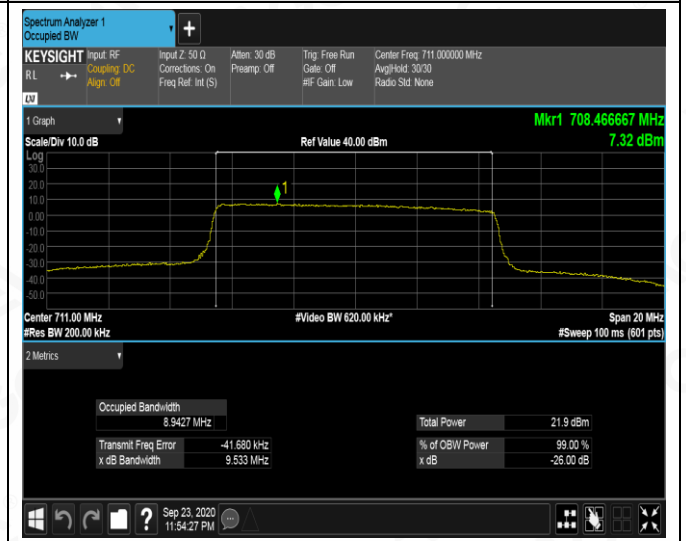 Spectrum Analyzer 1
Occupied BW
+
KEYSIGHT Input: RF Input Z: 50 Ω Atten: 30 dB Trig: Free Run Center Freq: 711.000000 MHz
RL Coupling: DC Corrections: On Preamp: Off Gate: Off Avg|Hold: 30/30
Align: Off Freq Ref: Int (S) #IF Gain: Low Radio Std: None
LXI
1 Graph Mkr1 708.466667 MHz
Scale/Div 10.0 dB Ref Value 40.00 dBm 7.32 dBm
Log
30.0
20.0
1
10.0
0.00
-10.0
-20.0
-30.0
-40.0
-50.0
Center 711.00 MHz #Video BW 620.00 kHz* Span 20 MHz
#Res BW 200.00 kHz #Sweep 100 ms (601 pts)
2 Metrics
Occupied Bandwidth
8.9427 MHz Total Power 21.9 dBm
Transmit Freq Error -41.680 kHz % of OBW Power 99.00 %
x dB Bandwidth 9.533 MHz x dB -26.00 dB
? Sep 23, 2020
11:54:27 PM